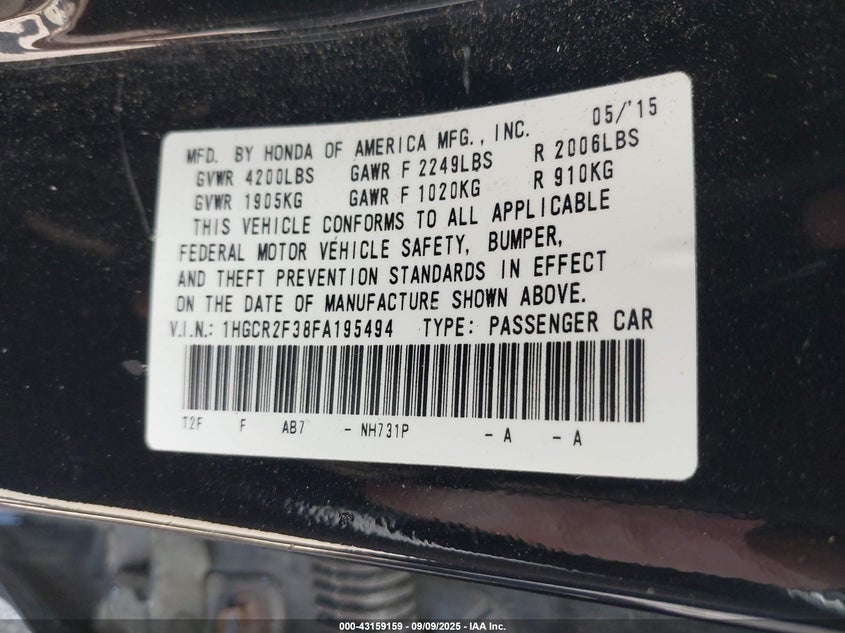 05/'15
MFD. BY HONDA OF AMERICA MFG., INC.
GVWR 4200LBS GAWR F 2249LBS R 2006LBS
GVWR 1905KG GAWR F 1020KG R 910KG
THIS VEHICLE CONFORMS TO ALL APPLICABLE
FEDERAL MOTOR VEHICLE SAFETY, BUMPER,
AND THEFT PREVENTION STANDARDS IN EFFECT
ON THE DATE OF MANUFACTURE SHOWN ABOVE.
V.I.N.: 1HGCR2F38FA195494 TYPE: PASSENGER CAR
T2F F AB7 - NH731P - A - A
000-43159159 - 09/09/2025 - IAA Inc.